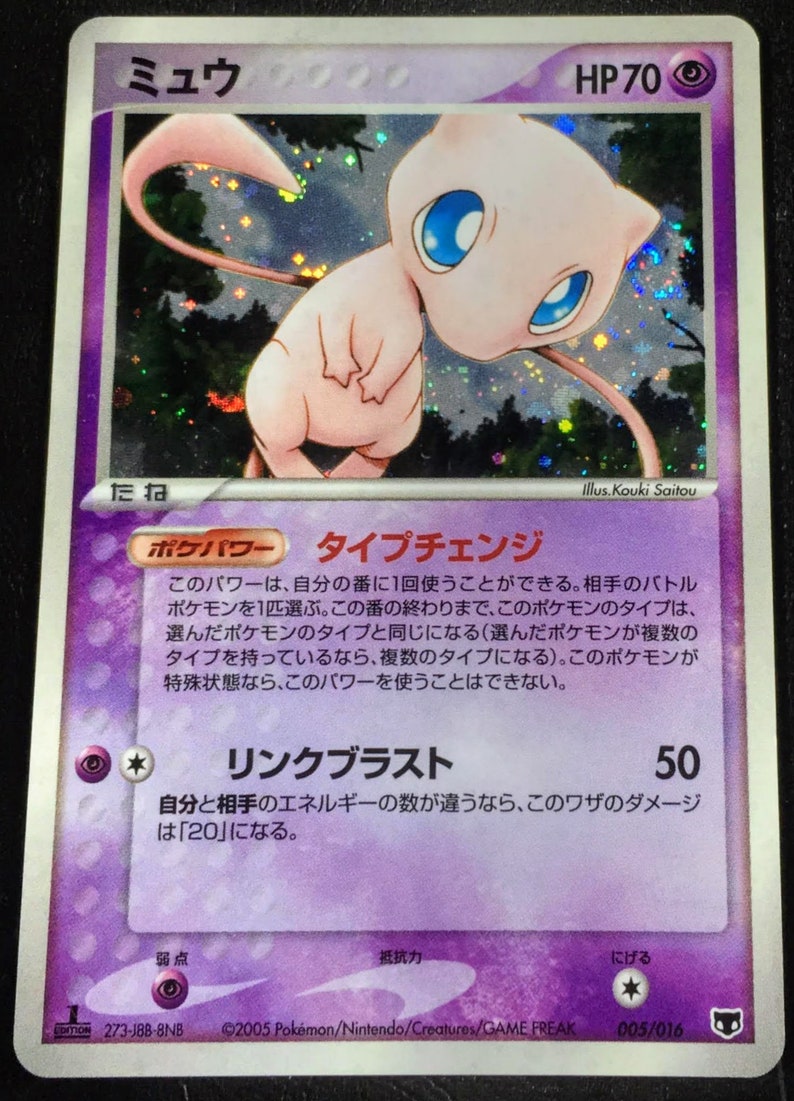 ミュウ HP70
たね Illus.Kouki Saitou
ポケパワー タイプチェンジ
このパワーは、自分の番に1回使うことができる。相手のバトル
ポケモンを1匹選ぶ。この番の終わりまで、このポケモンのタイプは、
選んだポケモンのタイプと同じになる(選んだポケモンが複数の
タイプを持っているなら、複数のタイプになる)。このポケモンが
特殊状態なら、このパワーを使うことはできない。
リンクブラスト 50
自分と相手のエネルギーの数が違うなら、このワザのダメージ
は「20」になる。
弱点 抵抗力 にげる
1 EDITION 273-J8B-8NB ©2005 Pokémon/Nintendo/Creatures/GAME FREAK 005/016